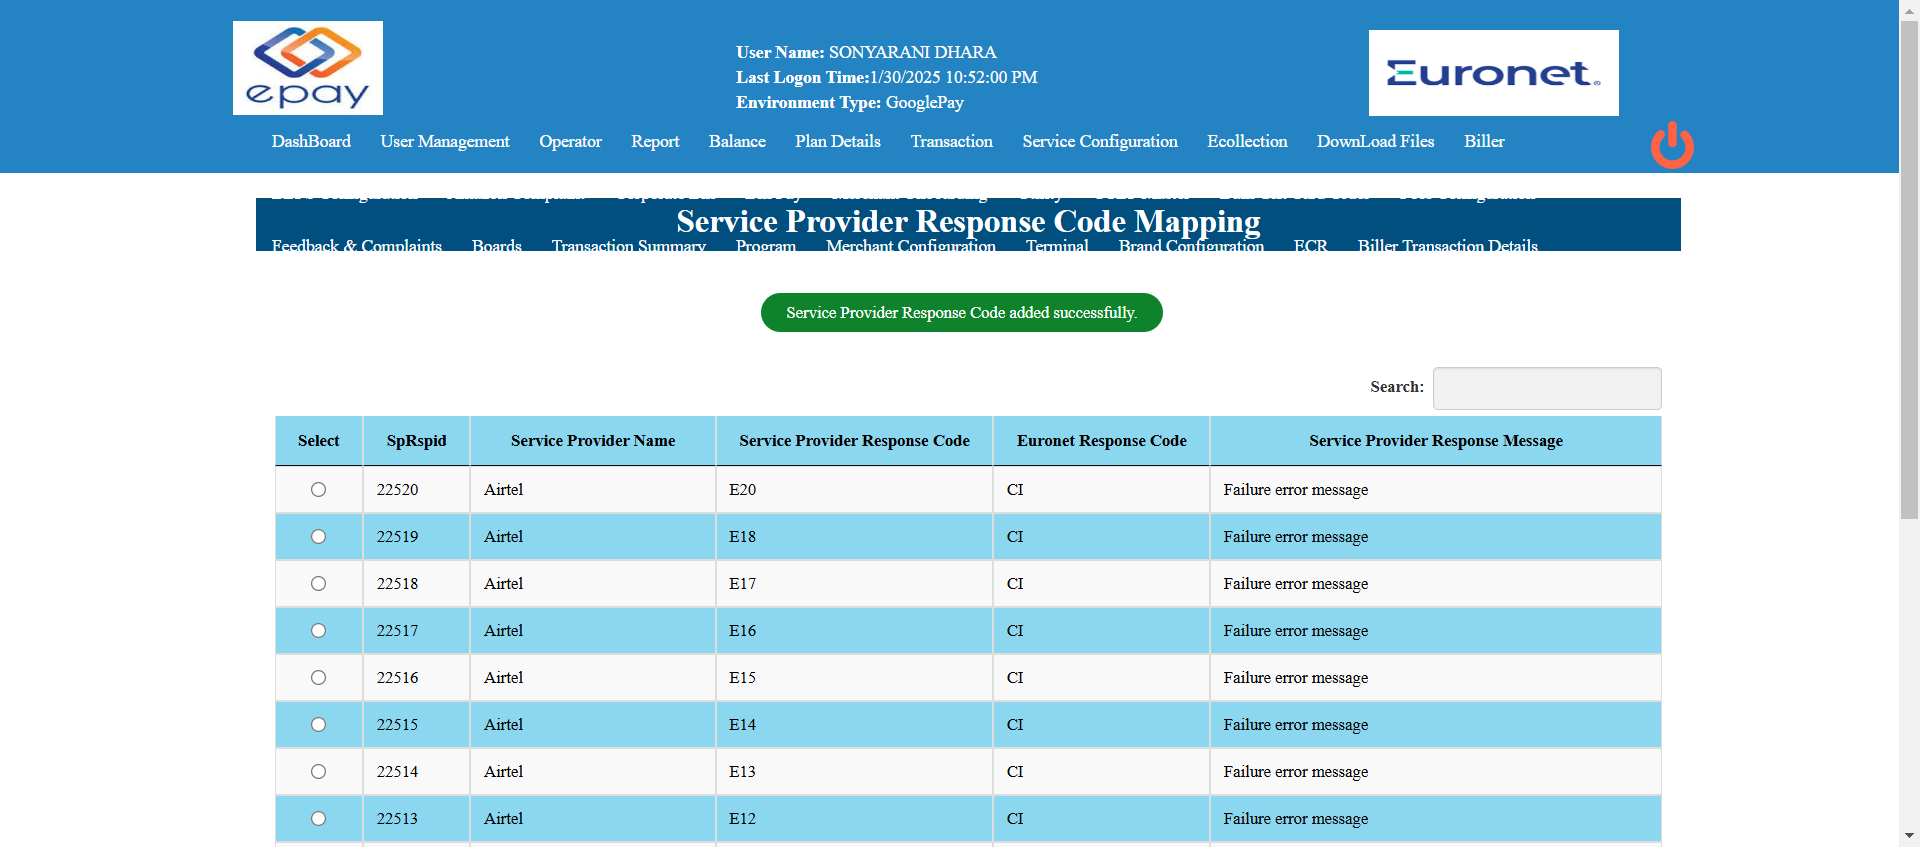 epay
User Name: SONYARANI DHARA
Last Logon Time:1/30/2025 10:52:00 PM
Environment Type: GooglePay
Euronet
DashBoard User Management Operator Report Balance Plan Details Transaction Service Configuration Ecollection DownLoad Files Biller
Service Provider Response Code Mapping
Feedback & Complaints Boards Transaction Summary Program Merchant Configuration Terminal Brand Configuration ECR Biller Transaction Details
Service Provider Response Code added successfully.
Search:
Select SpRspid Service Provider Name Service Provider Response Code Euronet Response Code Service Provider Response Message
22520 Airtel E20 CI Failure error message
22519 Airtel E18 CI Failure error message
22518 Airtel E17 CI Failure error message
22517 Airtel E16 CI Failure error message
22516 Airtel E15 CI Failure error message
22515 Airtel E14 CI Failure error message
22514 Airtel E13 CI Failure error message
22513 Airtel E12 CI Failure error message